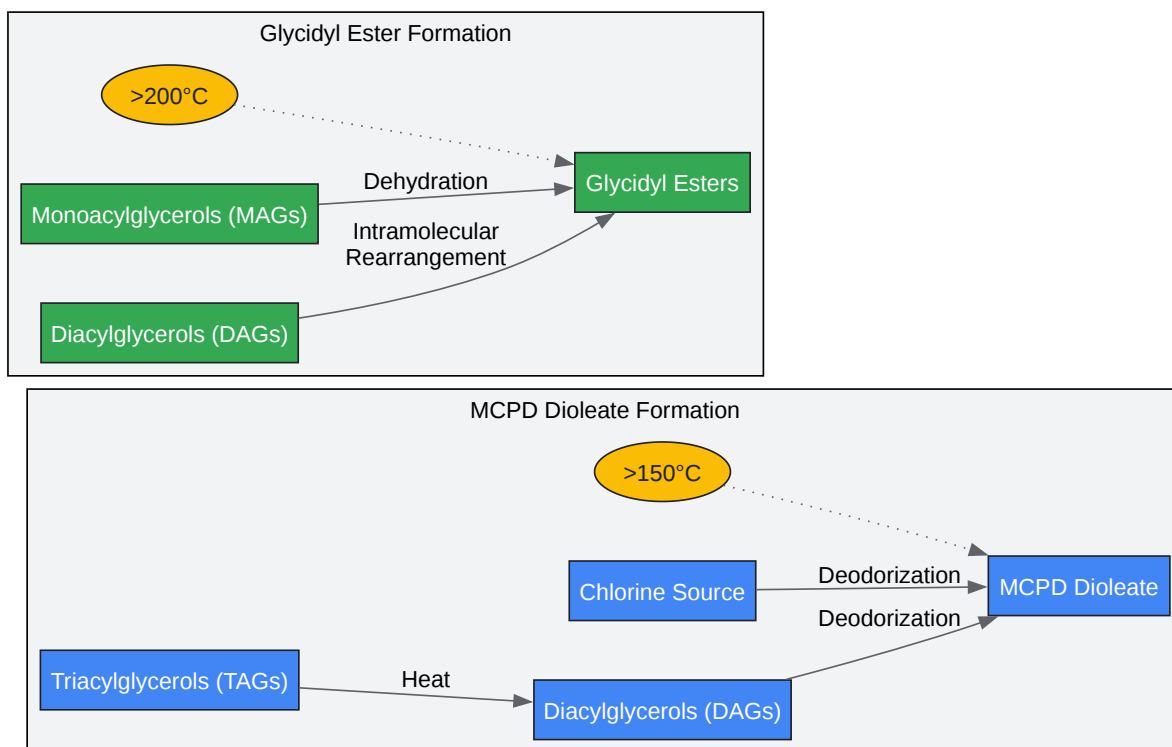 Glycidyl Ester Formation
>200°C
Glycidyl Esters
Dehydration
Monoacylglycerols (MAGs)
Intramolecular
Rearrangement
Diacylglycerols (DAGs)
MCPD Dioleate Formation
>150°C
Chlorine Source
Deodorization
MCPD Dioleate
Deodorization
Triacylglycerols (TAGs)
Heat
Diacylglycerols (DAGs)